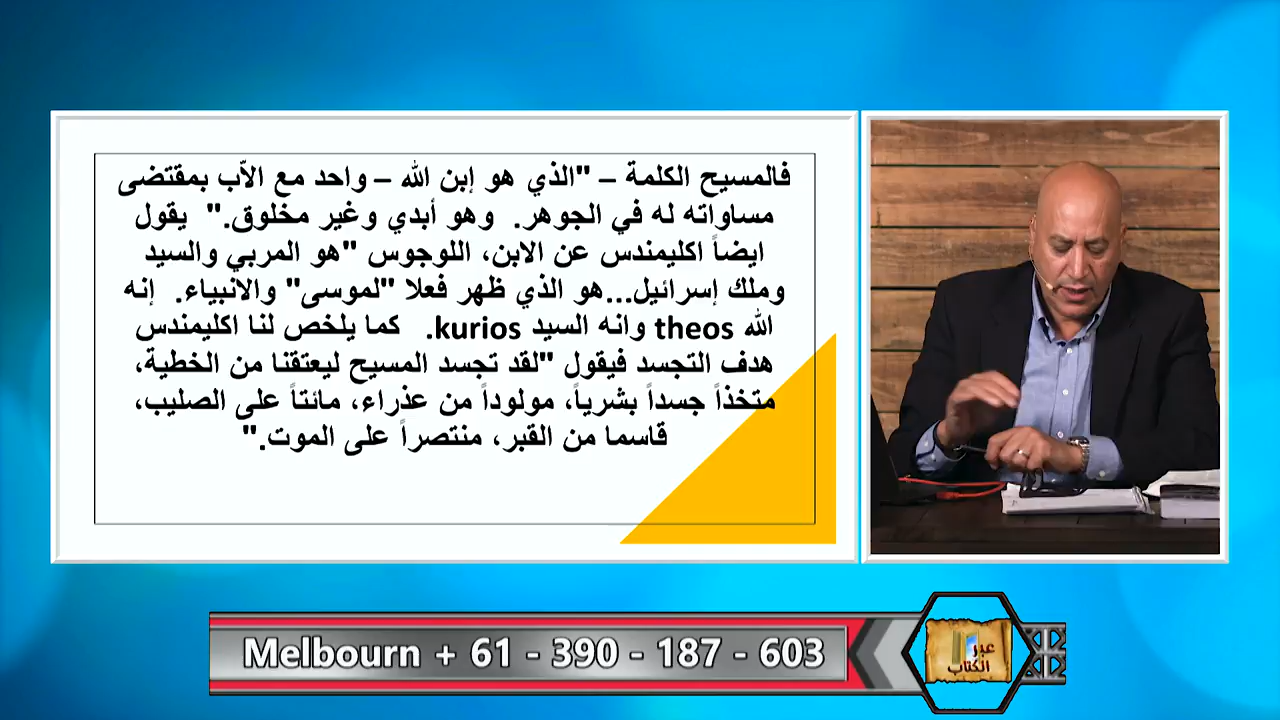 فالمسيح الكلمة – "الذي هو إبن الله – واحد مع الآب بمقتضى
مساواته له في الجوهر. وهو أبدي وغير مخلوق." يقول
ايضاً اكليمندس عن الابن، اللوجوس "هو المربي والسيد
وملك إسرائيل...هو الذي ظهر فعلا "لموسى" والانبياء. إنه
الله theos وانه السيد kurios. كما يلخص لنا اكليمندس
هدف التجسد فيقول "لقد تجسد المسيح ليعتقنا من الخطية،
متخذاً جسداً بشرياً، مولوداً من عذراء، مائتاً على الصليب،
قاسما من القبر، منتصراً على الموت."
Melbourn + 61 - 390 - 187 - 603
عبر
الكتاب